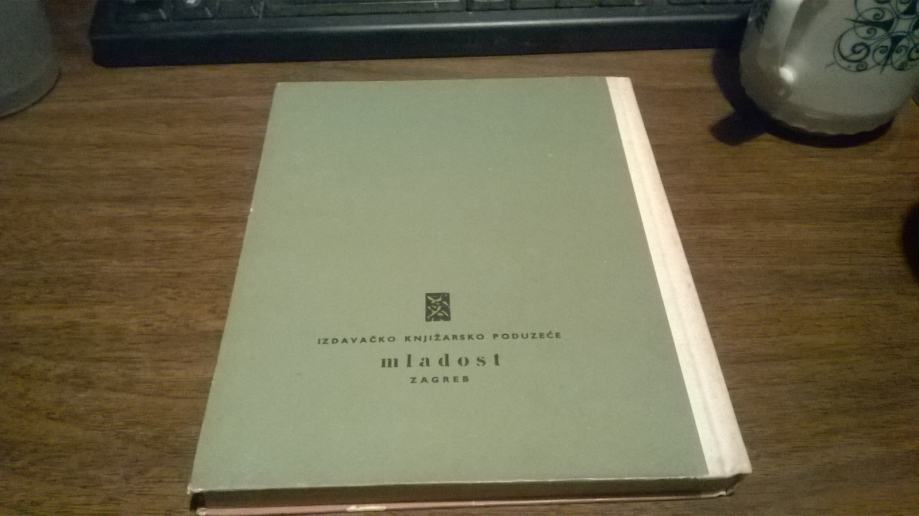 IZDAVAČKO KNJIŽARSKO PODUZEĆE
mladost
ZAGREB